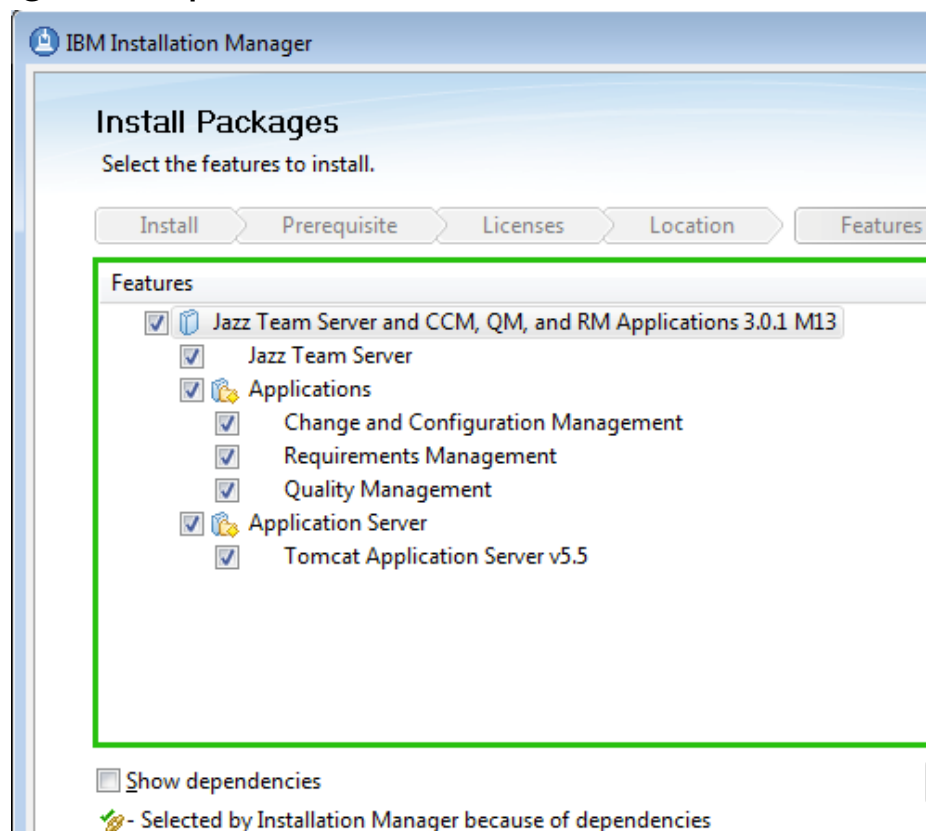 IBM Installation Manager
Install Packages
Select the features to install.
Install Prerequisite Licenses Location Features
Features
Jazz Team Server and CCM, QM, and RM Applications 3.0.1 M13
Jazz Team Server
Applications
Change and Configuration Management
Requirements Management
Quality Management
Application Server
Tomcat Application Server v5.5
Show dependencies
- Selected by Installation Manager because of dependencies